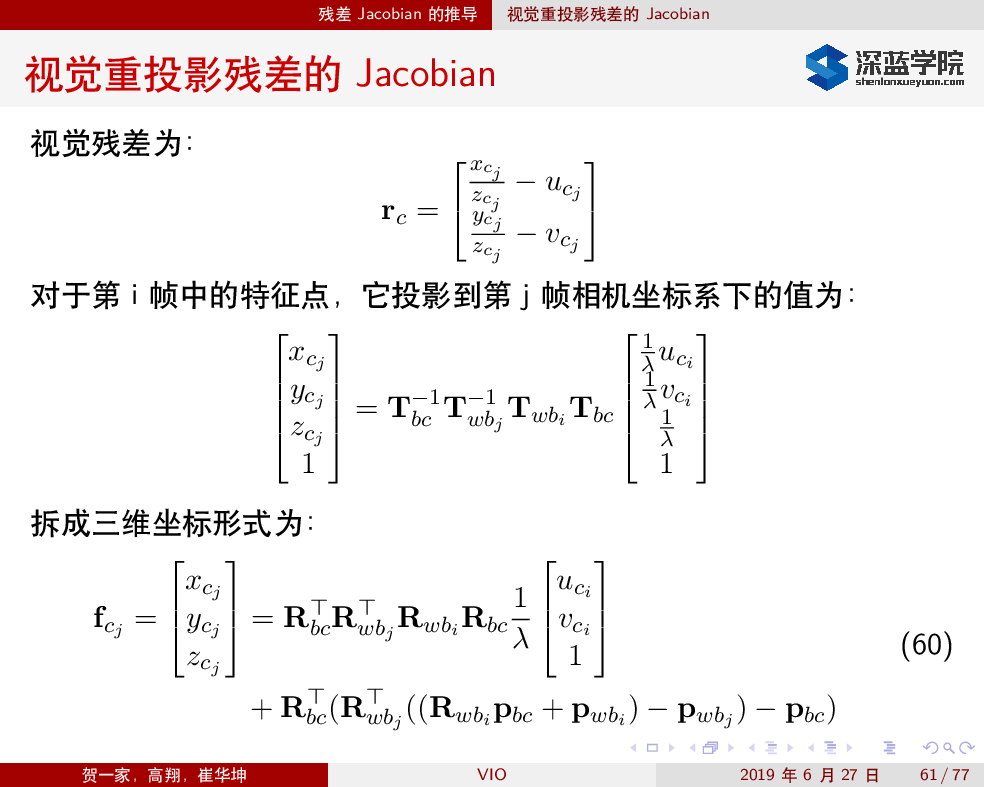 残差 Jacobian 的推导 视觉重投影残差的 Jacobian
视觉重投影残差的 Jacobian
深蓝学院
shenlanxueyuan.com
视觉残差为:
$\mathbf{r}_c = \begin{bmatrix} \frac{x_{c_j}}{z_{c_j}} - u_{c_j} \\ \frac{y_{c_j}}{z_{c_j}} - v_{c_j} \end{bmatrix}$
对于第 i 帧中的特征点，它投影到第 j 帧相机坐标系下的值为:
$\begin{bmatrix} x_{c_j} \\ y_{c_j} \\ z_{c_j} \\ 1 \end{bmatrix} = \mathbf{T}_{bc}^{-1} \mathbf{T}_{wb_j}^{-1} \mathbf{T}_{wb_i} \mathbf{T}_{bc} \begin{bmatrix} \frac{1}{\lambda} u_{c_i} \\ \frac{1}{\lambda} v_{c_i} \\ \frac{1}{\lambda} \\ 1 \end{bmatrix}$
拆成三维坐标形式为:
$\mathbf{f}_{c_j} = \begin{bmatrix} x_{c_j} \\ y_{c_j} \\ z_{c_j} \end{bmatrix} = \mathbf{R}_{bc}^{\top} \mathbf{R}_{wb_j}^{\top} \mathbf{R}_{wb_i} \mathbf{R}_{bc} \frac{1}{\lambda} \begin{bmatrix} u_{c_i} \\ v_{c_i} \\ 1 \end{bmatrix}$
(60)
$+ \mathbf{R}_{bc}^{\top} (\mathbf{R}_{wb_j}^{\top} ((\mathbf{R}_{wb_i} \mathbf{p}_{bc} + \mathbf{p}_{wb_i}) - \mathbf{p}_{wb_j}) - \mathbf{p}_{bc})$
贺一家，高翔，崔华坤 VIO 2019 年 6 月 27 日 61 / 77